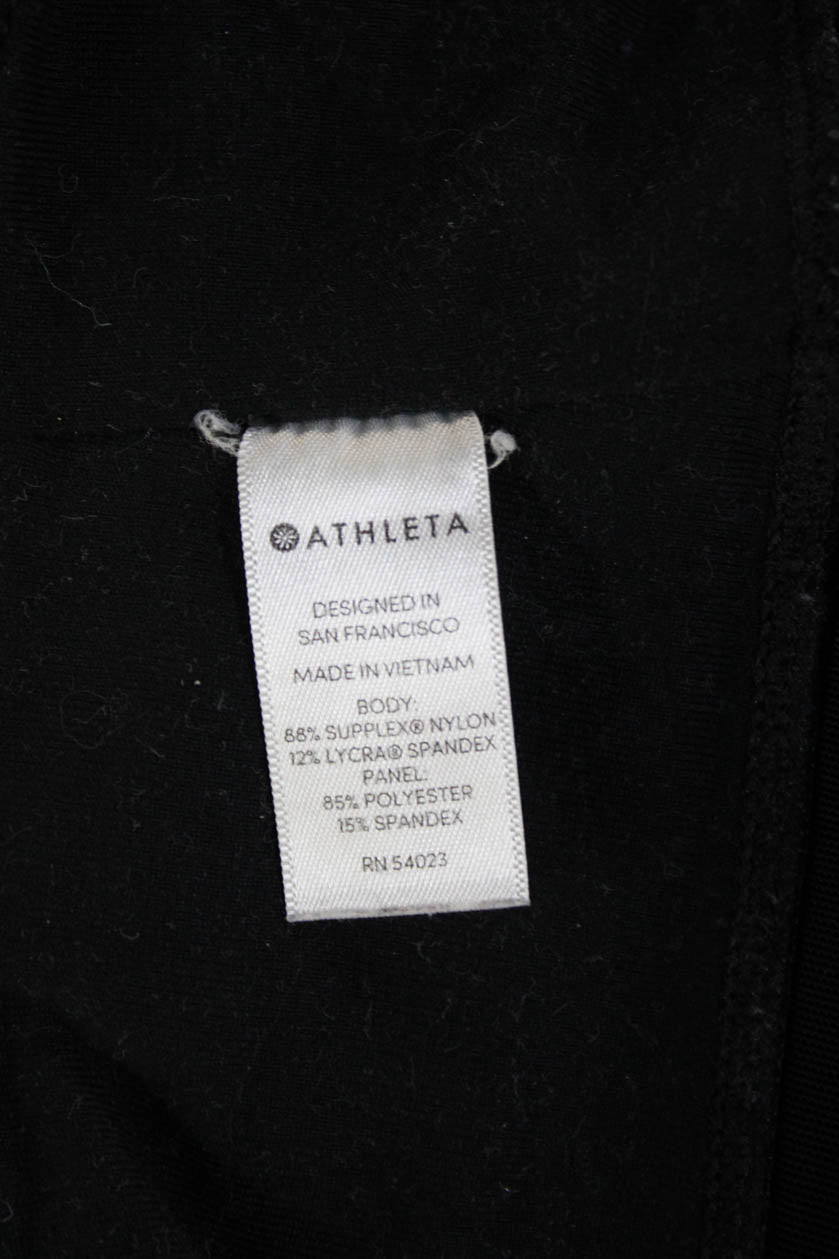 ATHLETA
DESIGNED IN
SAN FRANCISCO
MADE IN VIETNAM
BODY:
88% SUPPLEX® NYLON
12% LYCRA® SPANDEX
PANEL:
85% POLYESTER
15% SPANDEX
RN 54023